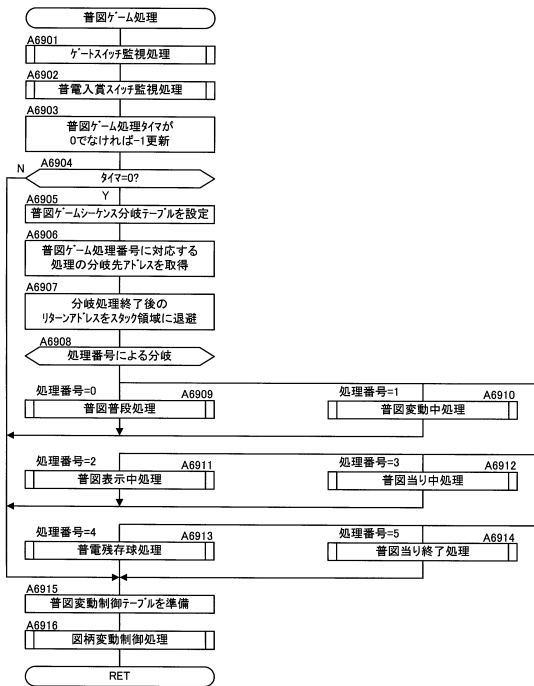 普図ゲーム処理
A6901
ゲートスイッチ監視処理
A6902
普電入賞スイッチ監視処理
A6903
普図ゲーム処理タイマが
0でなければ-1更新
A6904
N
タイマ=0?
Y
A6905
普図ゲームシーケンス分岐テーブルを設定
A6906
普図ゲーム処理番号に対応する
処理の分岐先アドレスを取得
A6907
分岐処理終了後の
リターンアドレスをスタック領域に退避
A6908
処理番号による分岐
処理番号=0
A6909
普図普段処理
処理番号=1
A6910
普図変動中処理
処理番号=2
A6911
普図表示中処理
処理番号=3
A6912
普図当り中処理
処理番号=4
A6913
普電残存球処理
処理番号=5
A6914
普図当り終了処理
A6915
普図変動制御テーブルを準備
A6916
図柄変動制御処理
RET